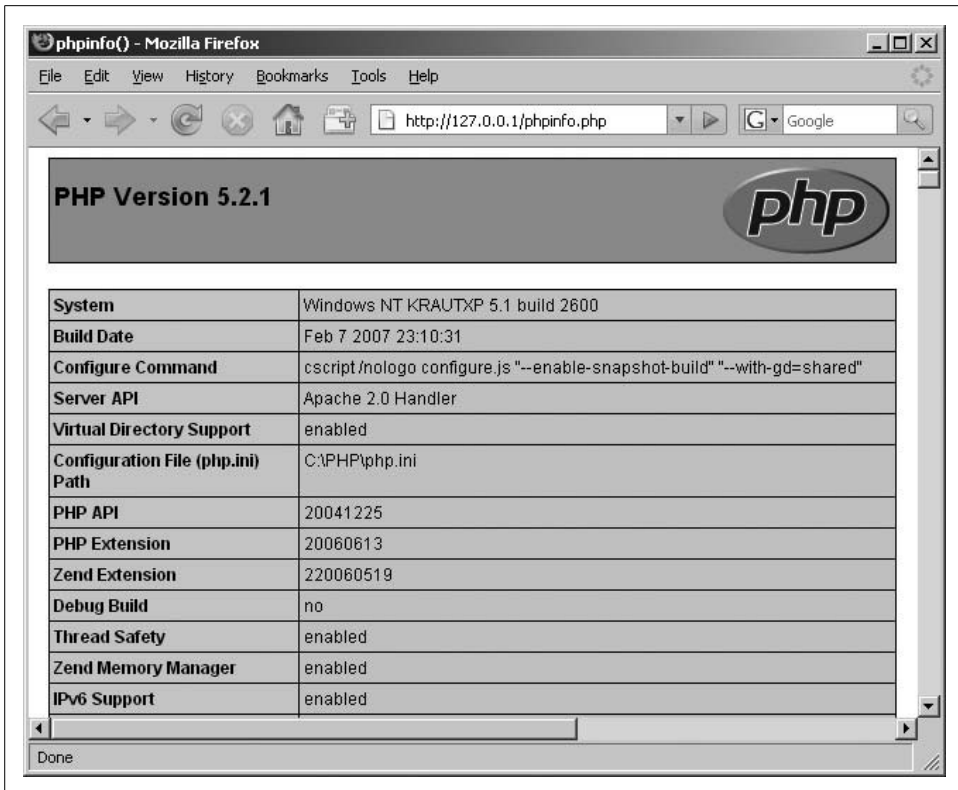 phpinfo() - Mozilla Firefox
File Edit View History Bookmarks Tools Help
http://127.0.0.1/phpinfo.php
G Google
PHP Version 5.2.1
php
System Windows NT KRAUTXP 5.1 build 2600
Build Date Feb 7 2007 23:10:31
Configure Command cscript /nologo configure.js "--enable-snapshot-build" "--with-gd=shared"
Server API Apache 2.0 Handler
Virtual Directory Support enabled
Configuration File (php.ini) C:\PHP\php.ini
Path
PHP API 20041225
PHP Extension 20060613
Zend Extension 220060519
Debug Build no
Thread Safety enabled
Zend Memory Manager enabled
IPv6 Support enabled
Done